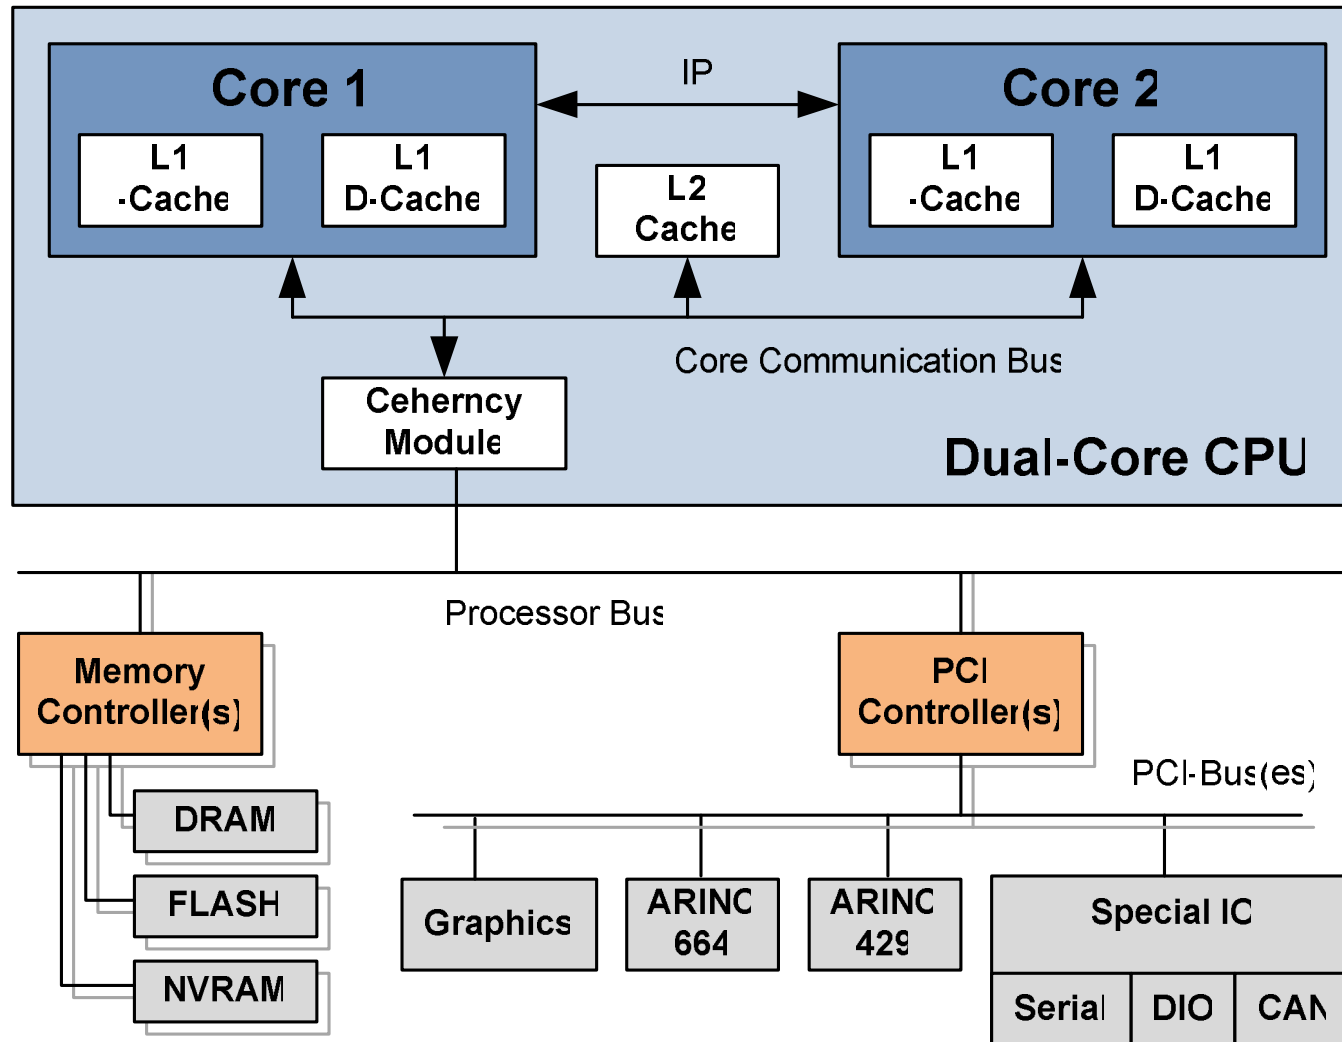 Core 1
IP
Core 2
L1
-Cache
L1
D-Cache
L2
Cache
L1
-Cache
L1
D-Cache
Core Communication Bus
Ceherncy
Module
Dual-Core CPU
Processor Bus
Memory
Controller(s)
PCI
Controller(s)
PCI-Bus(es)
DRAM
FLASH
NVRAM
Graphics
ARINC
664
ARINC
429
Special IO
Serial
DIO
CAN